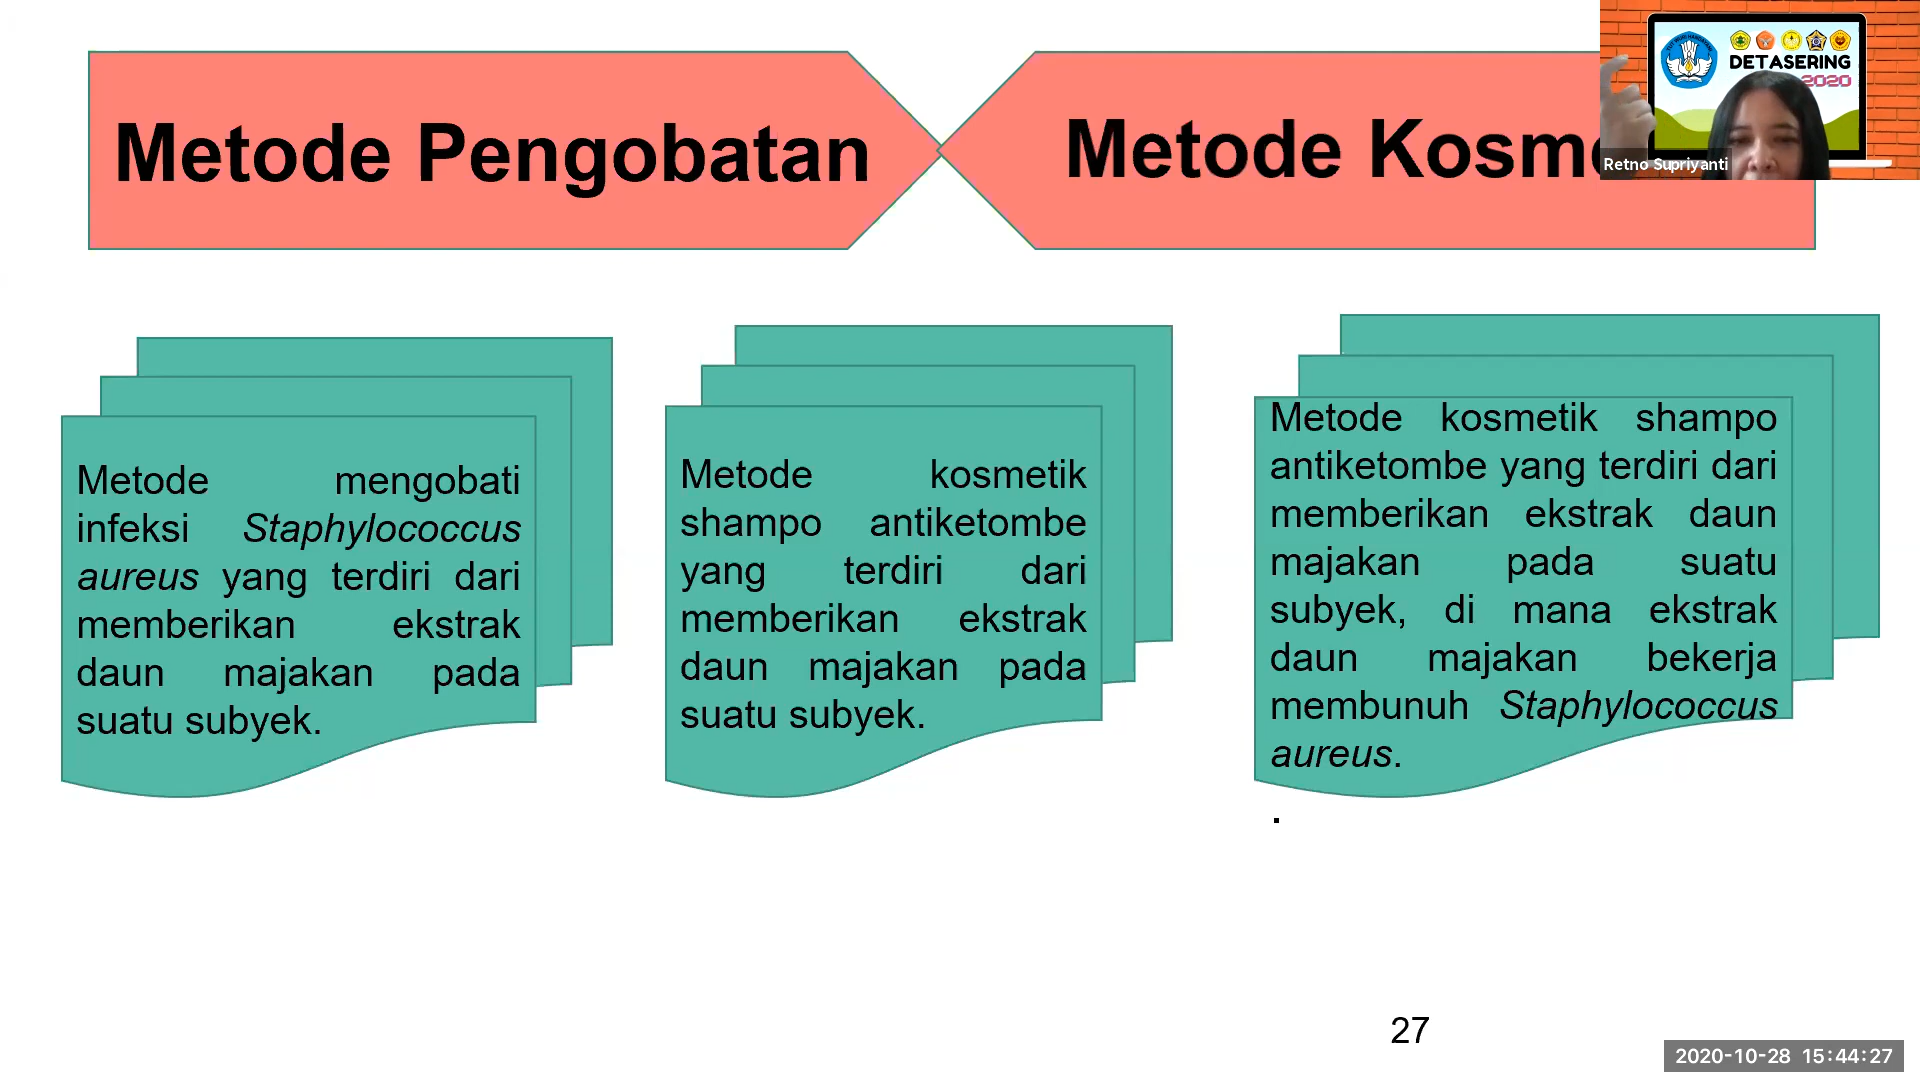 Metode Pengobatan
Metode
DETASERING
2020
Retno Supriyanti
Metode mengobati
infeksi Staphylococcus
aureus yang terdiri dari
memberikan ekstrak
daun majakan pada
suatu subyek.
Metode kosmetik
shampo antiketombe
yang terdiri dari
memberikan ekstrak
daun majakan pada
suatu subyek.
Metode kosmetik shampo
antiketombe yang terdiri dari
memberikan ekstrak daun
majakan pada suatu
subyek, di mana ekstrak
daun majakan bekerja
membunuh Staphylococcus
aureus.
.
27
2020-10-28 15:44:27